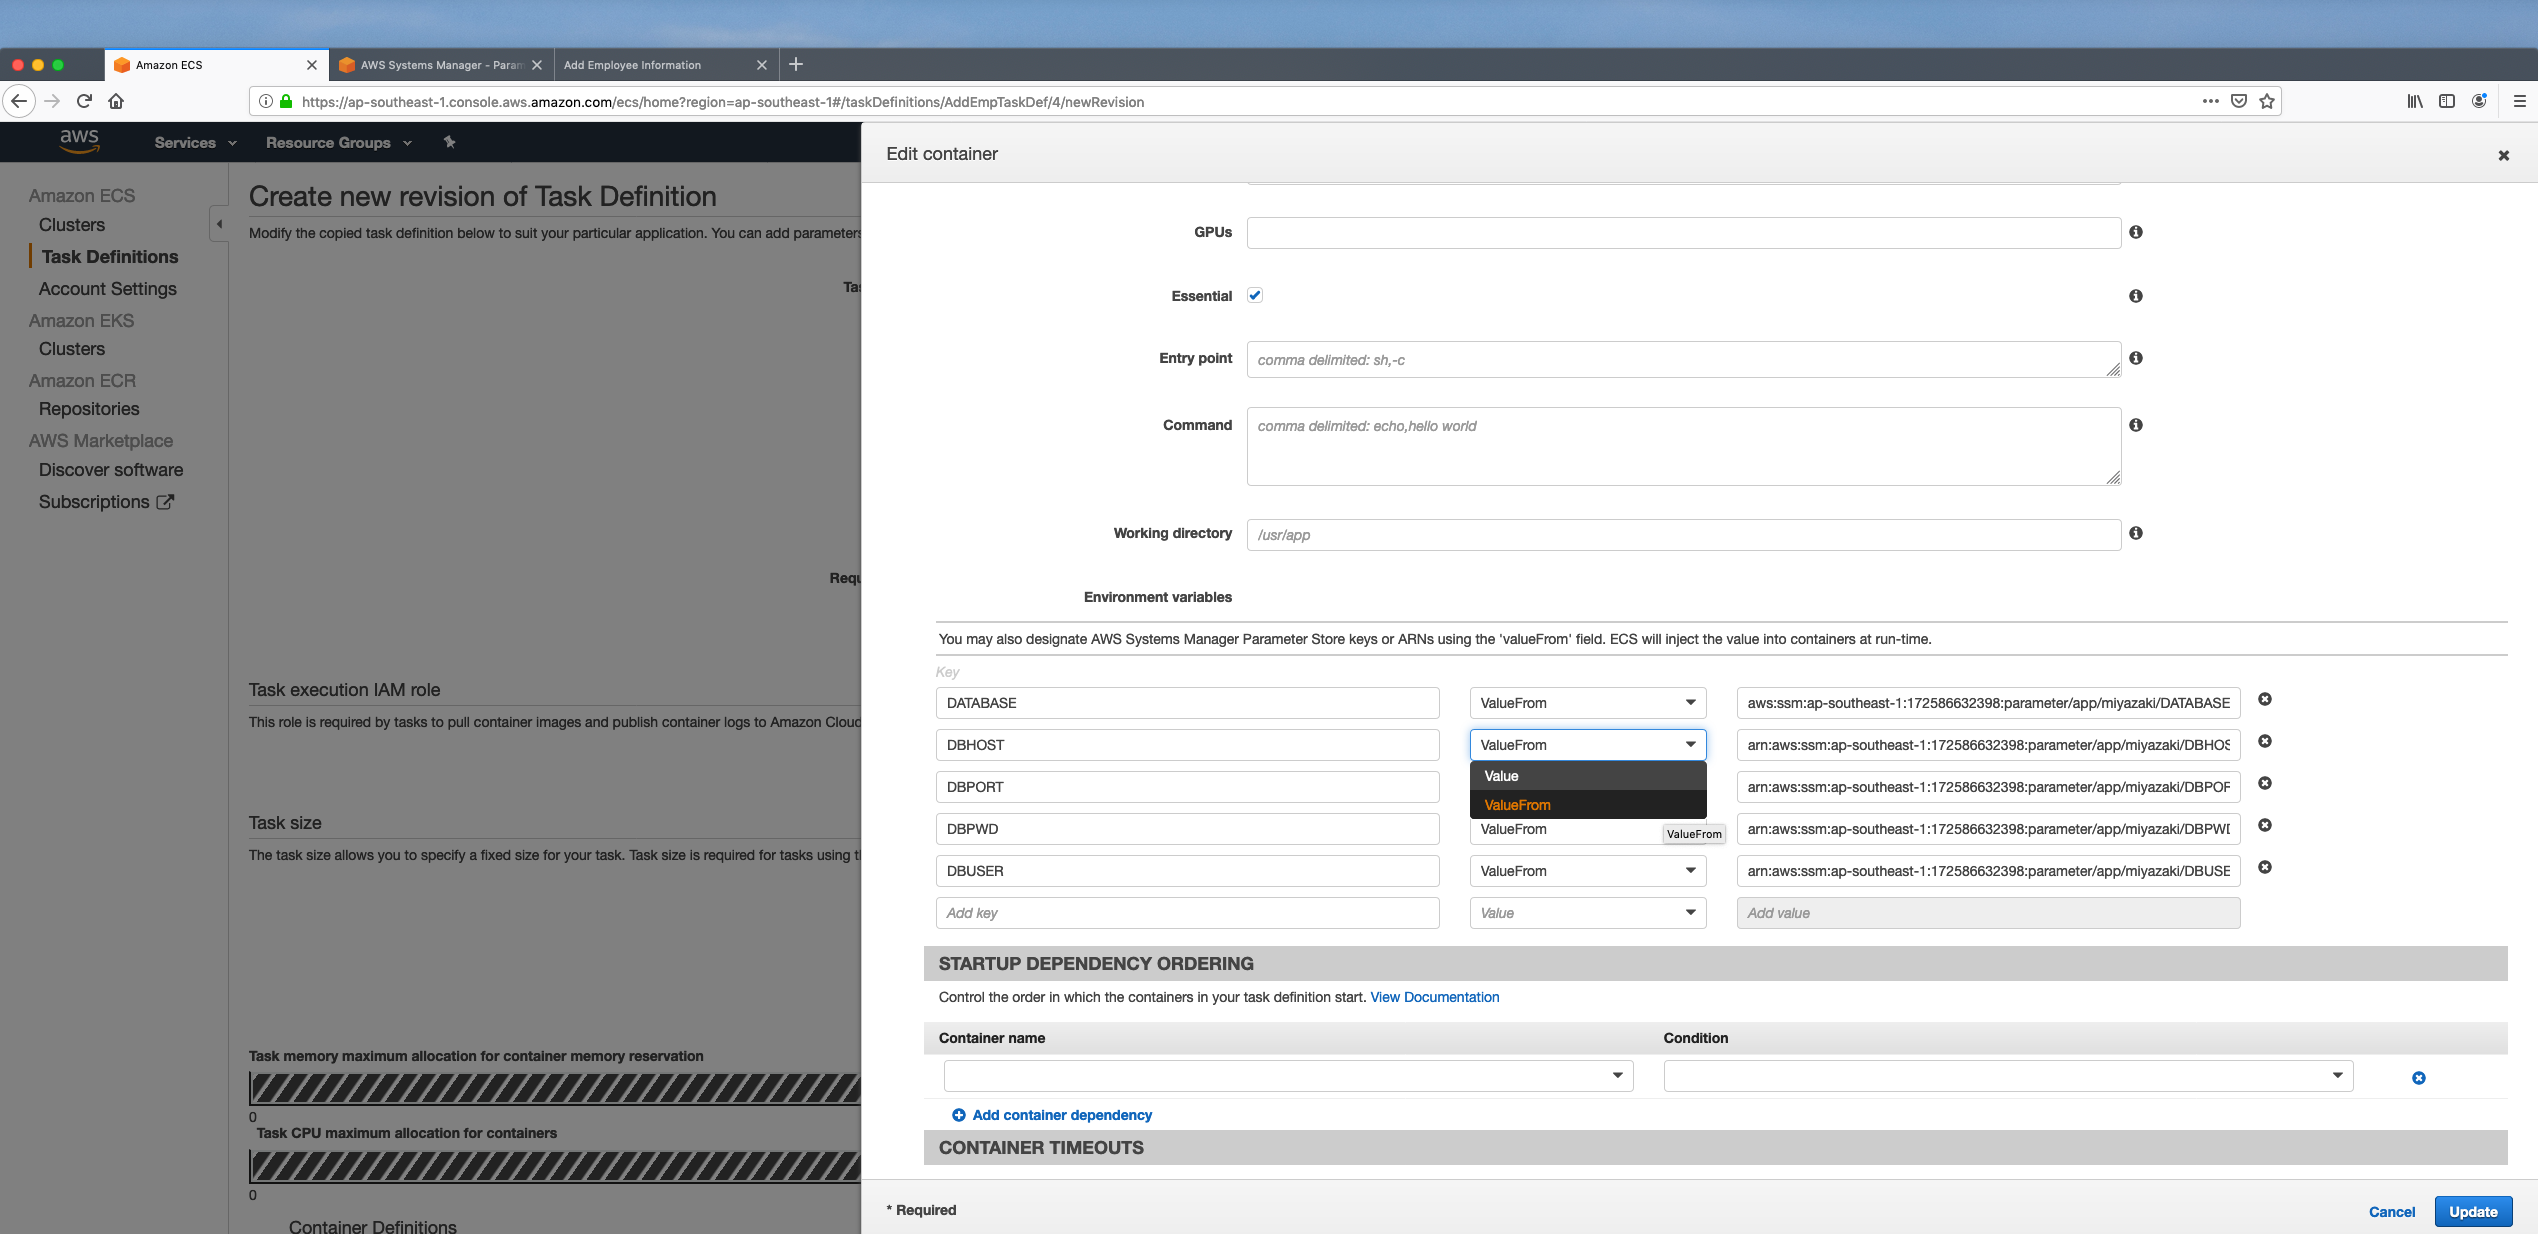 Amazon ECS
AWS Systems Manager - Param
Add Employee Information
https://ap-southeast-1.console.aws.amazon.com/ecs/home?region=ap-southeast-1#/taskDefinitions/AddEmpTaskDef/4/newRevision
aws
Services
Resource Groups
Edit container
Amazon ECS
Clusters
Task Definitions
Account Settings
Amazon EKS
Clusters
Amazon ECR
Repositories
AWS Marketplace
Discover software
Subscriptions
Create new revision of Task Definition
Modify the copied task definition below to suit your particular application. You can add parameters
Tas
Requ
Task execution IAM role
This role is required by tasks to pull container images and publish container logs to Amazon Cloud
Task size
The task size allows you to specify a fixed size for your task. Task size is required for tasks using t
Task memory maximum allocation for container memory reservation
0
Task CPU maximum allocation for containers
0
Container Definitions
GPUs
Essential
Entry point
comma delimited: sh,-c
Command
comma delimited: echo,hello world
Working directory
/usr/app
Environment variables
You may also designate AWS Systems Manager Parameter Store keys or ARNs using the 'valueFrom' field. ECS will inject the value into containers at run-time.
Key
DATABASE ValueFrom aws:ssm:ap-southeast-1:172586632398:parameter/app/miyazaki/DATABASE
DBHOST ValueFrom arn:aws:ssm:ap-southeast-1:172586632398:parameter/app/miyazaki/DBHOS
Value
DBPORT arn:aws:ssm:ap-southeast-1:172586632398:parameter/app/miyazaki/DBPOR
ValueFrom
DBPWD ValueFrom arn:aws:ssm:ap-southeast-1:172586632398:parameter/app/miyazaki/DBPWD
ValueFrom
DBUSER ValueFrom arn:aws:ssm:ap-southeast-1:172586632398:parameter/app/miyazaki/DBUSE
Add key Value Add value
STARTUP DEPENDENCY ORDERING
Control the order in which the containers in your task definition start. View Documentation
Container name Condition
Add container dependency
CONTAINER TIMEOUTS
* Required
Cancel
Update